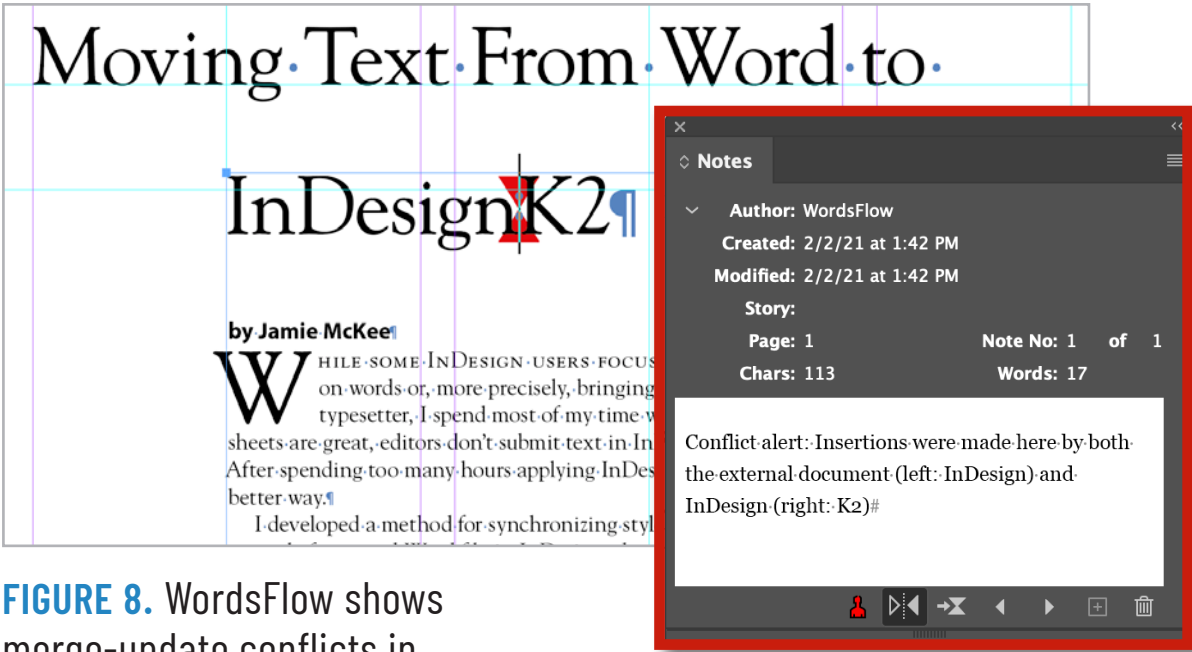 Moving Text From Word to
InDesignK2¶
by Jamie McKee¶
WHILE SOME INDESIGN USERS FOCUS
on words or, more precisely, bringing
typesetter, I spend most of my time w
sheets are great, editors don't submit text in In
After spending too many hours applying InDes
better way.¶
I developed a method for synchronizing styl
Notes
Author: WordsFlow
Created: 2/2/21 at 1:42 PM
Modified: 2/2/21 at 1:42 PM
Story:
Page: 1 Note No: 1 of 1
Chars: 113 Words: 17
Conflict alert: Insertions were made here by both
the external document (left: InDesign) and
InDesign (right: K2)#
FIGURE 8. WordsFlow shows
merge-update conflicts in